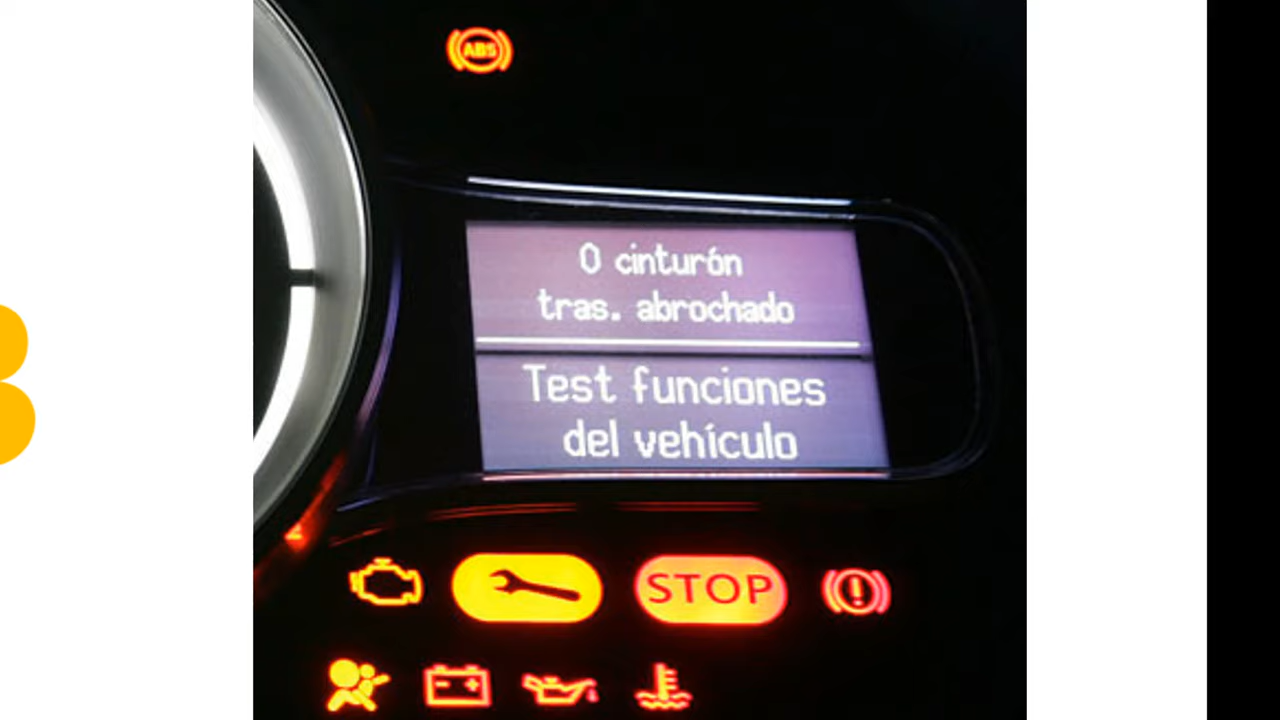 ABS
0 cinturón
tras. abrochado
Test funciones
del vehículo
STOP